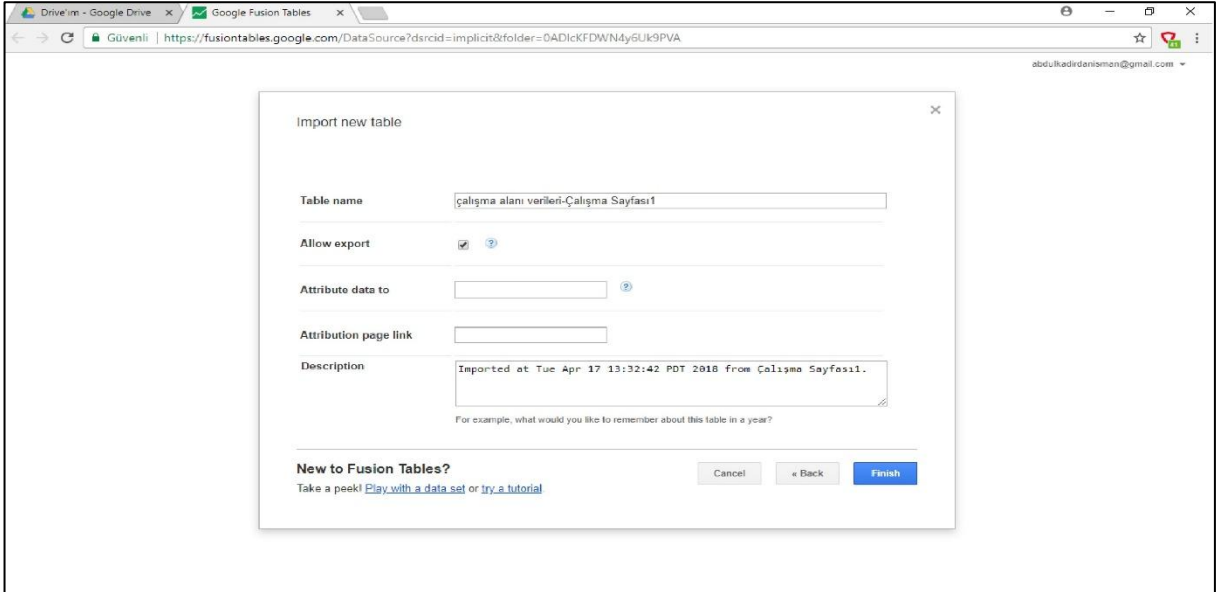 Drive'ım - Google Drive
Google Fusion Tables
Güvenli | https://fusiontables.google.com/DataSource?dsrcid=implicit&folder=0ADlcKFDWN4y6Uk9PVA
abdulkadirdanisman@gmail.com
Import new table
Table name
çalışma alanı verileri-Çalışma Sayfası1
Allow export
Attribute data to
Attribution page link
Description
Imported at Tue Apr 17 13:32:42 PDT 2018 from Çalışma Sayfası1.
For example, what would you like to remember about this table in a year?
New to Fusion Tables?
Take a peek! Play with a data set or try a tutorial
Cancel
« Back
Finish